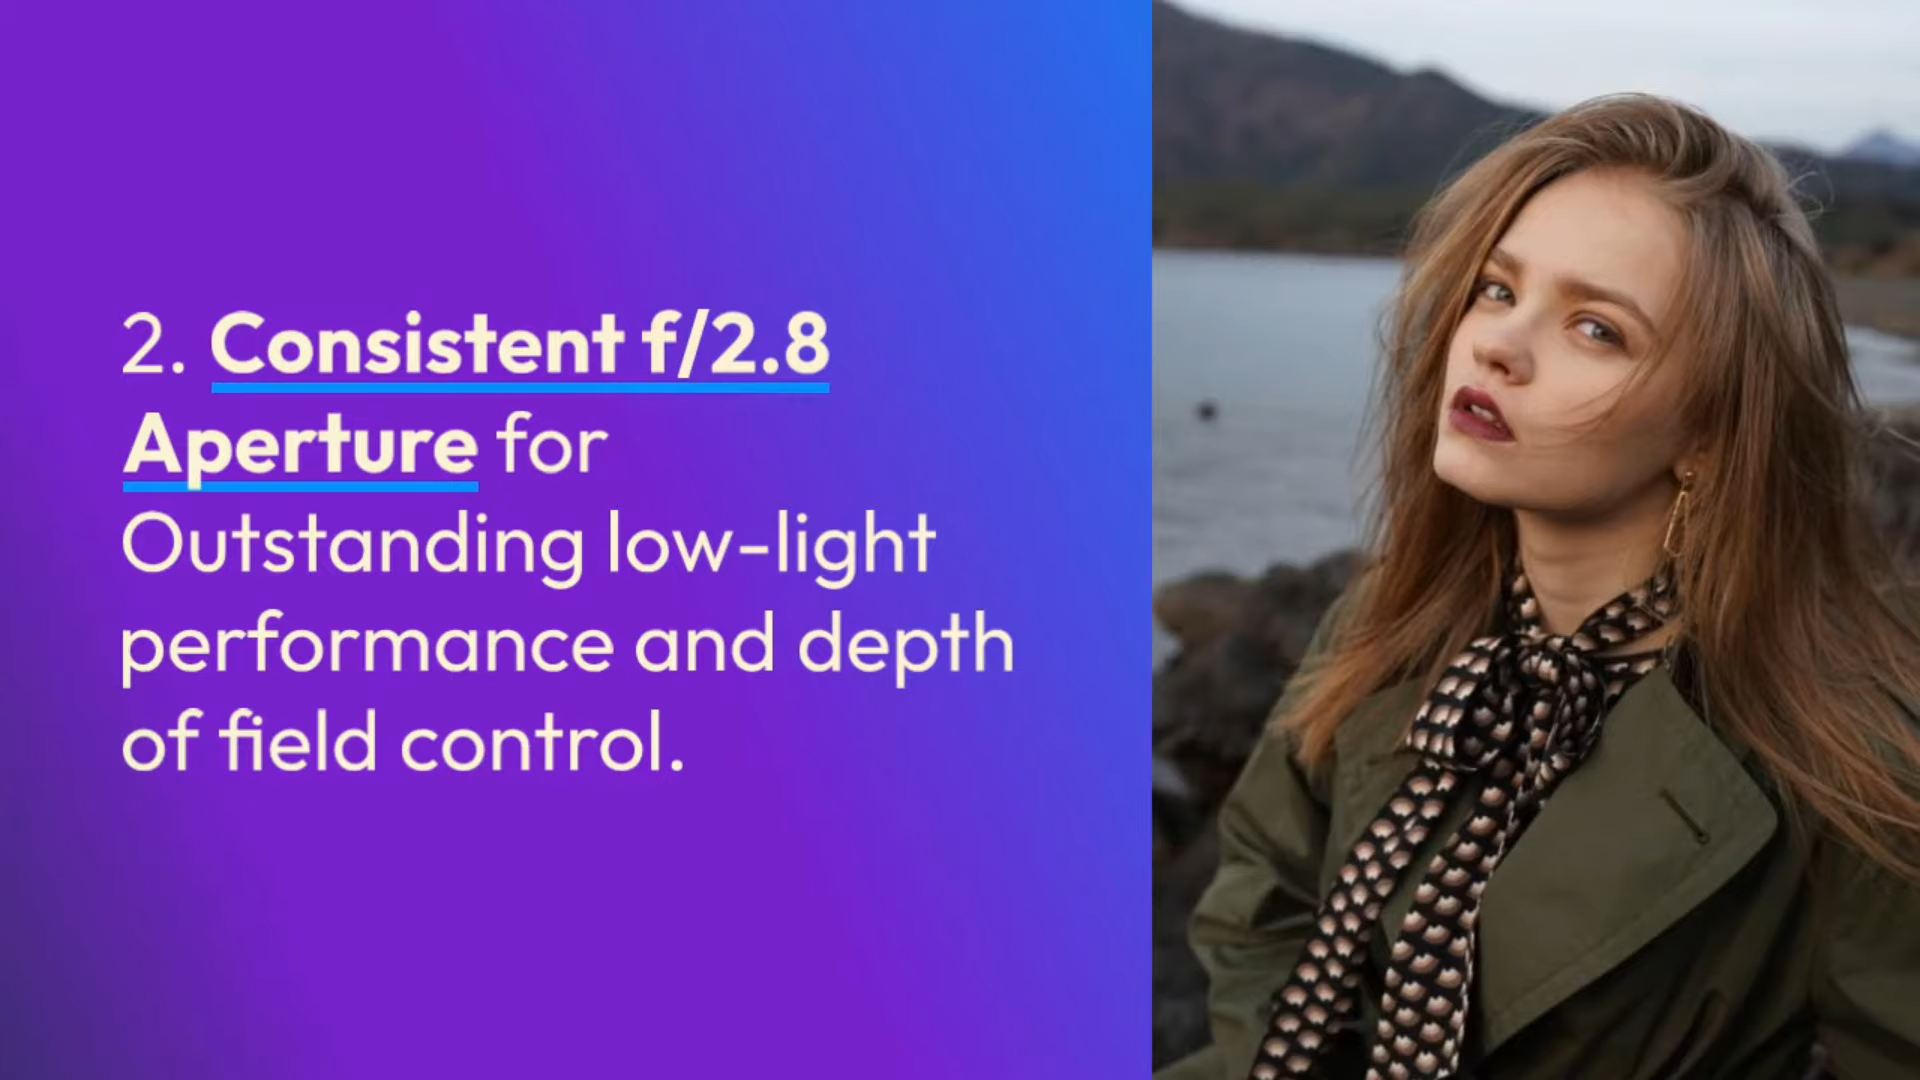 2. Consistent f/2.8
Aperture for
Outstanding low-light
performance and depth
of field control.